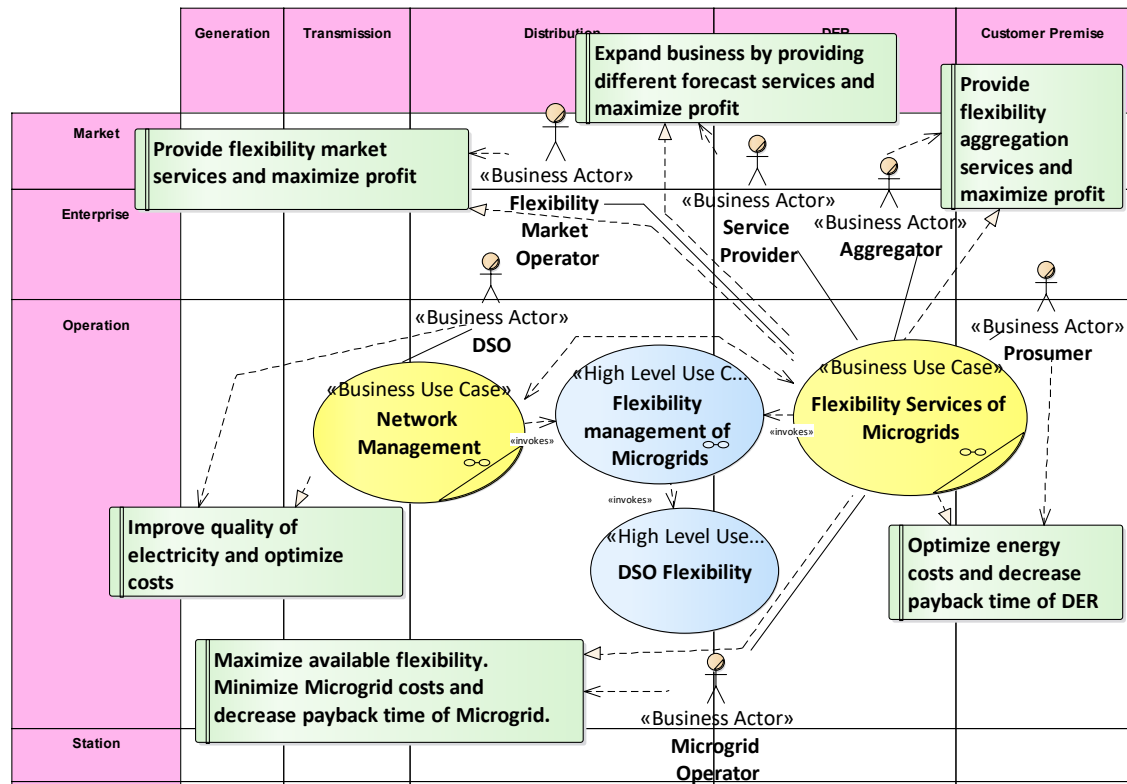 Generation
Transmission
Distribution
DER
Customer Premise
Market
Enterprise
Operation
Station
Expand business by providing
different forecast services and
maximize profit
Provide
flexibility
aggregation
services and
maximize profit
Provide flexibility market
services and maximize profit
«Business Actor»
Flexibility
Market
Operator
«Business Actor»
Service
Provider
«Business Actor»
Aggregator
«Business Actor»
DSO
«Business Actor»
Prosumer
«Business Use Case»
Network
Management
«invokes»
«High Level Use C...
Flexibility
management of
Microgrids
«invokes»
«Business Use Case»
Flexibility Services of
Microgrids
«invokes»
«High Level Use...
DSO Flexibility
Improve quality of
electricity and optimize
costs
Optimize energy
costs and decrease
payback time of DER
Maximize available flexibility.
Minimize Microgrid costs and
decrease payback time of Microgrid.
«Business Actor»
Microgrid
Operator